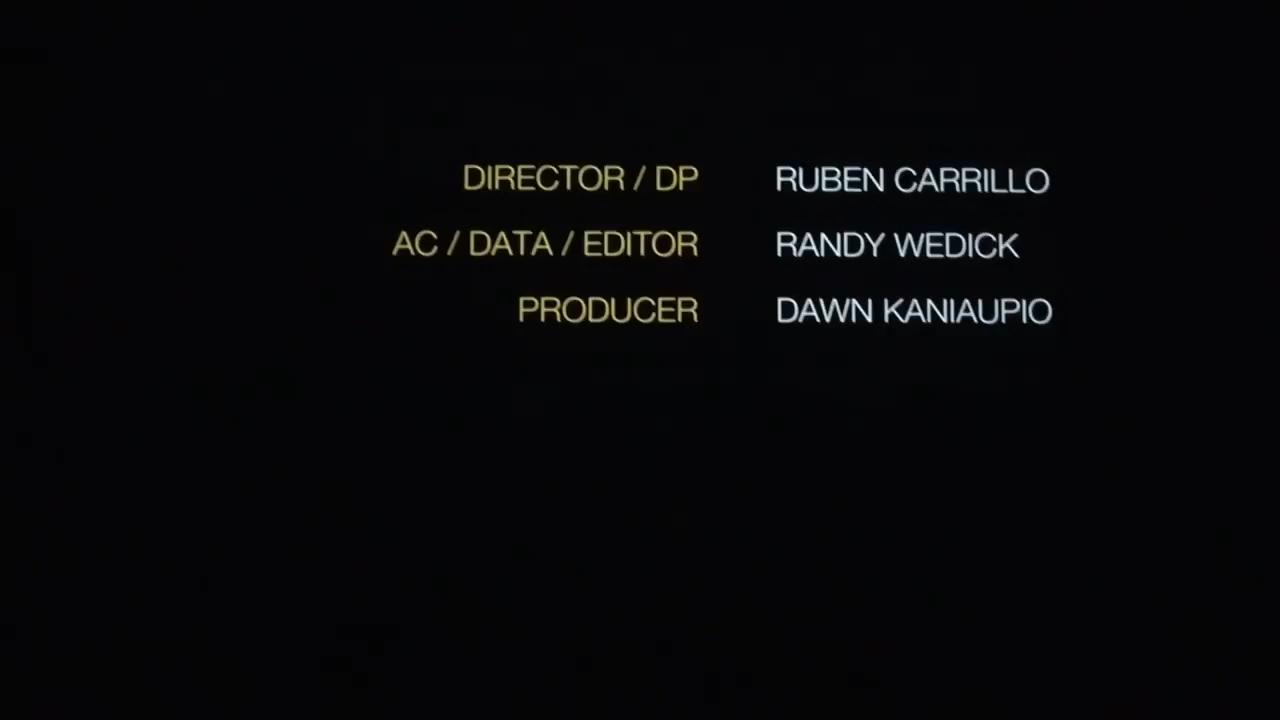 DIRECTOR / DP RUBEN CARRILLO
AC / DATA / EDITOR RANDY WEDICK
PRODUCER DAWN KANIAUPIO